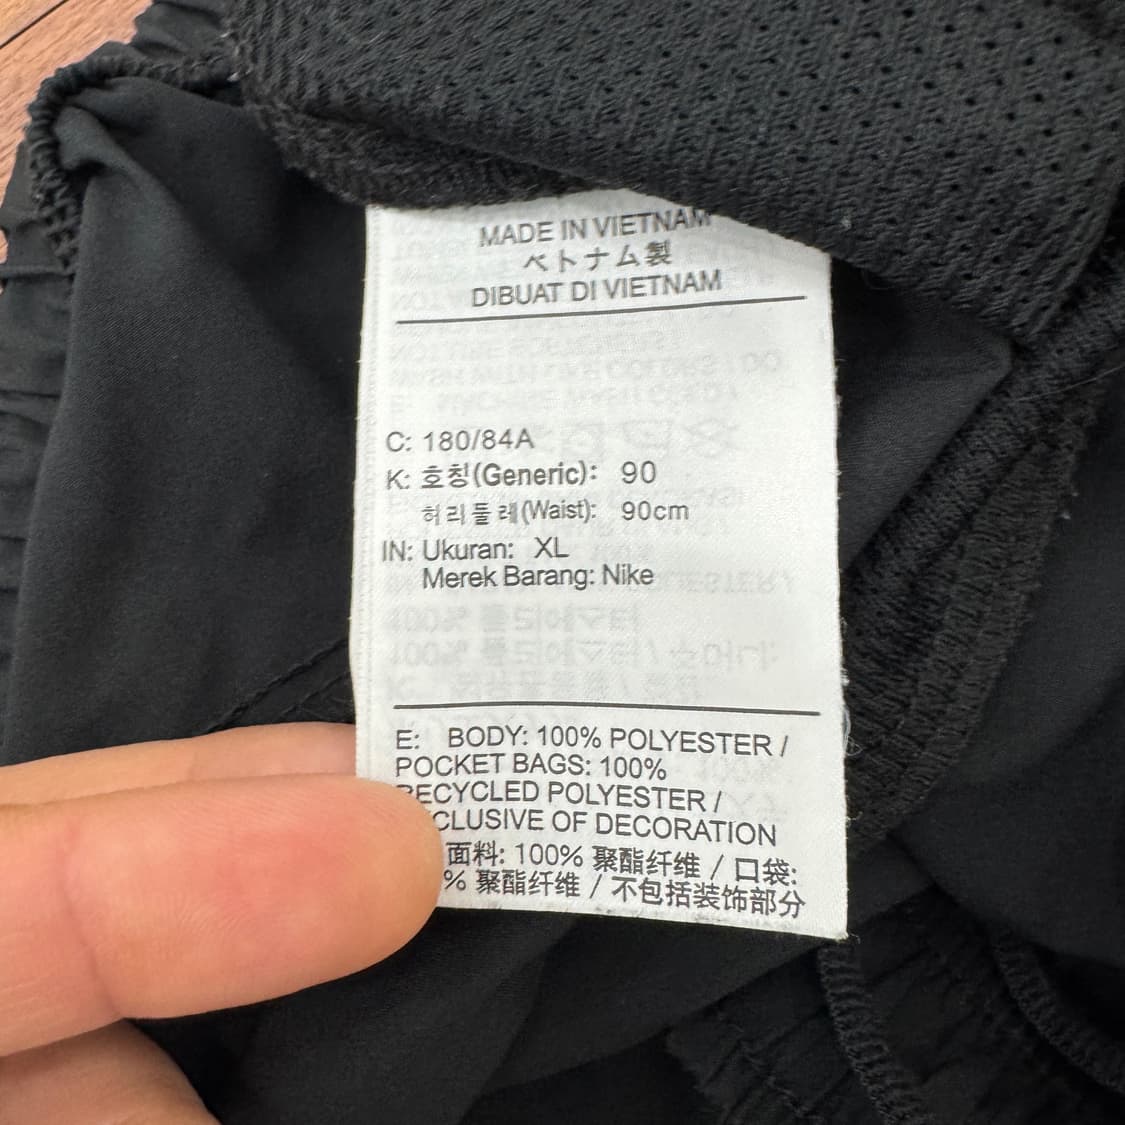 MADE IN VIETNAM
ベトナム製
DIBUAT DI VIETNAM
C: 180/84A
K: 호칭(Generic): 90
허리둘레(Waist): 90cm
IN: Ukuran: XL
Merek Barang: Nike
E: BODY: 100% POLYESTER /
POCKET BAGS: 100%
RECYCLED POLYESTER /
CLUSIVE OF DECORATION
面料: 100% 聚酯纤维 / 口袋:
% 聚酯纤维 / 不包括装饰部分